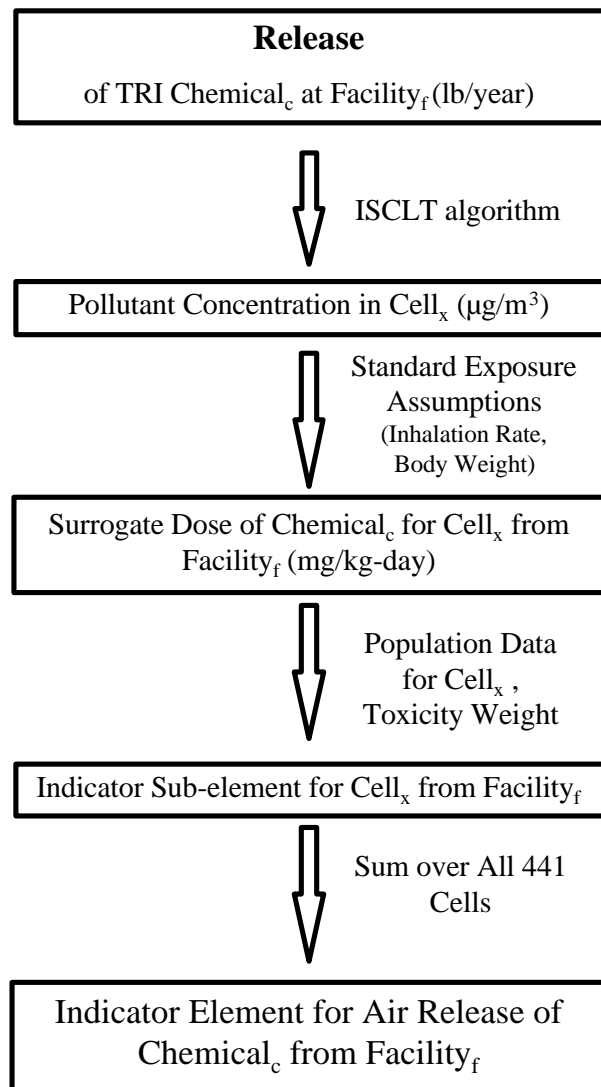 Release
of TRI Chemical_c at Facility_f (lb/year)
ISCLT algorithm
Pollutant Concentration in Cell_x (µg/m³)
Standard Exposure
Assumptions
(Inhalation Rate,
Body Weight)
Surrogate Dose of Chemical_c for Cell_x from
Facility_f (mg/kg-day)
Population Data
for Cell_x ,
Toxicity Weight
Indicator Sub-element for Cell_x from Facility_f
Sum over All 441
Cells
Indicator Element for Air Release of
Chemical_c from Facility_f